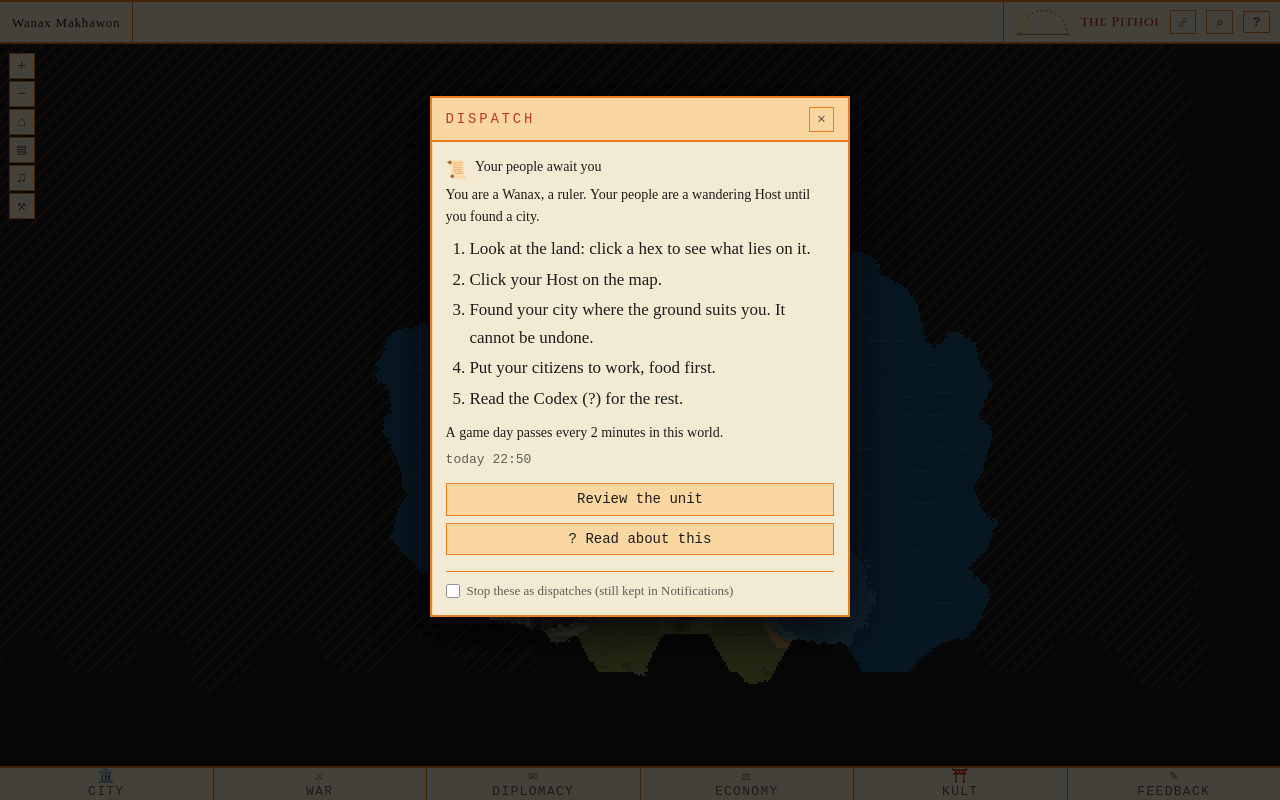 Wanax Makhawon
THE PITHOI
?
+
−
DISPATCH
×
Your people await you
You are a Wanax, a ruler. Your people are a wandering Host until
you found a city.
1. Look at the land: click a hex to see what lies on it.
2. Click your Host on the map.
3. Found your city where the ground suits you. It
cannot be undone.
4. Put your citizens to work, food first.
5. Read the Codex (?) for the rest.
A game day passes every 2 minutes in this world.
today 22:50
Review the unit
? Read about this
Stop these as dispatches (still kept in Notifications)
CITY
WAR
DIPLOMACY
ECONOMY
KULT
FEEDBACK